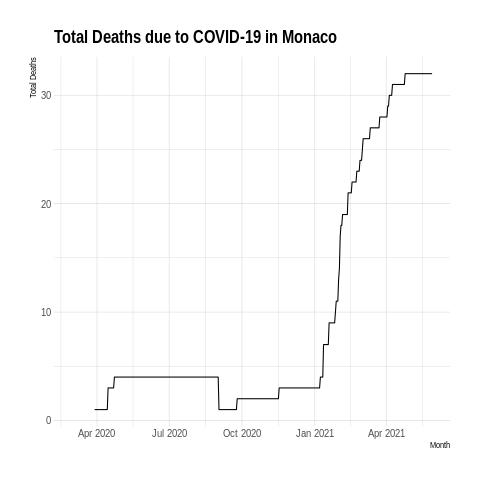 Total Deaths due to COVID-19 in Monaco
Total Deaths
30
20
10
0
Apr 2020 Jul 2020 Oct 2020 Jan 2021 Apr 2021
Month